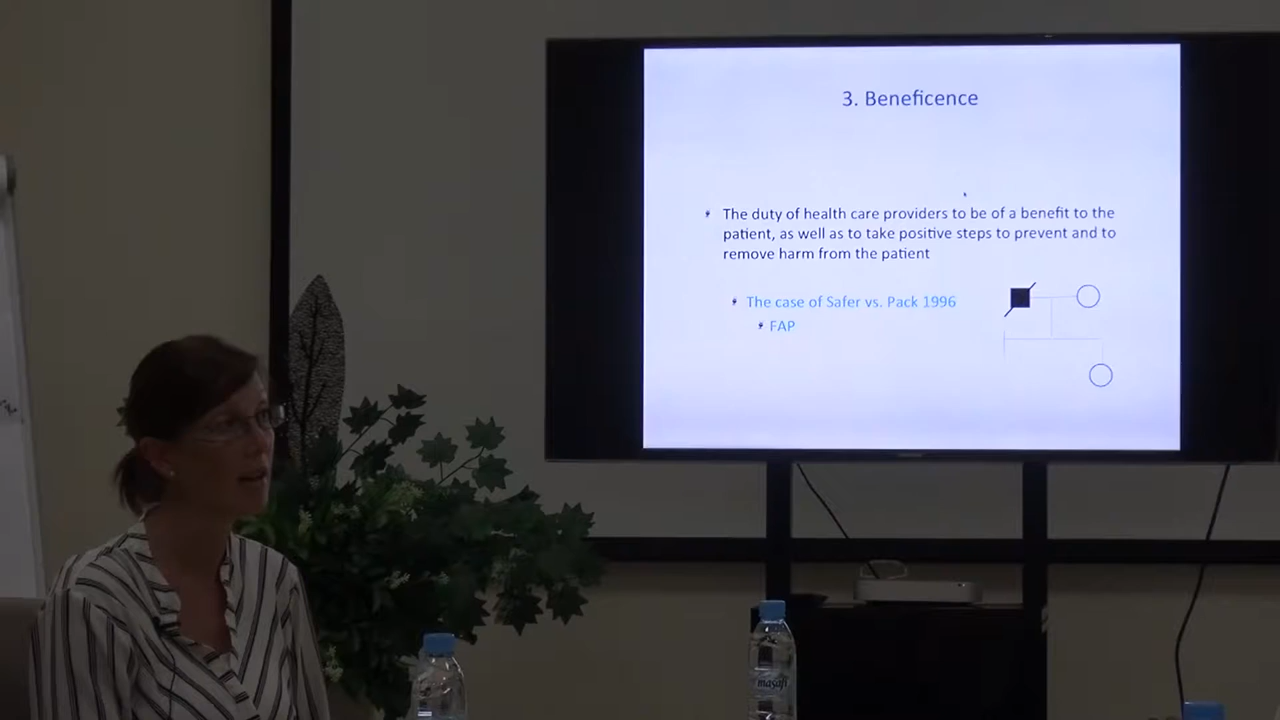 3. Beneficence
The duty of health care providers to be of a benefit to the
patient, as well as to take positive steps to prevent and to
remove harm from the patient
The case of Safer vs. Pack 1996
FAP
masafi